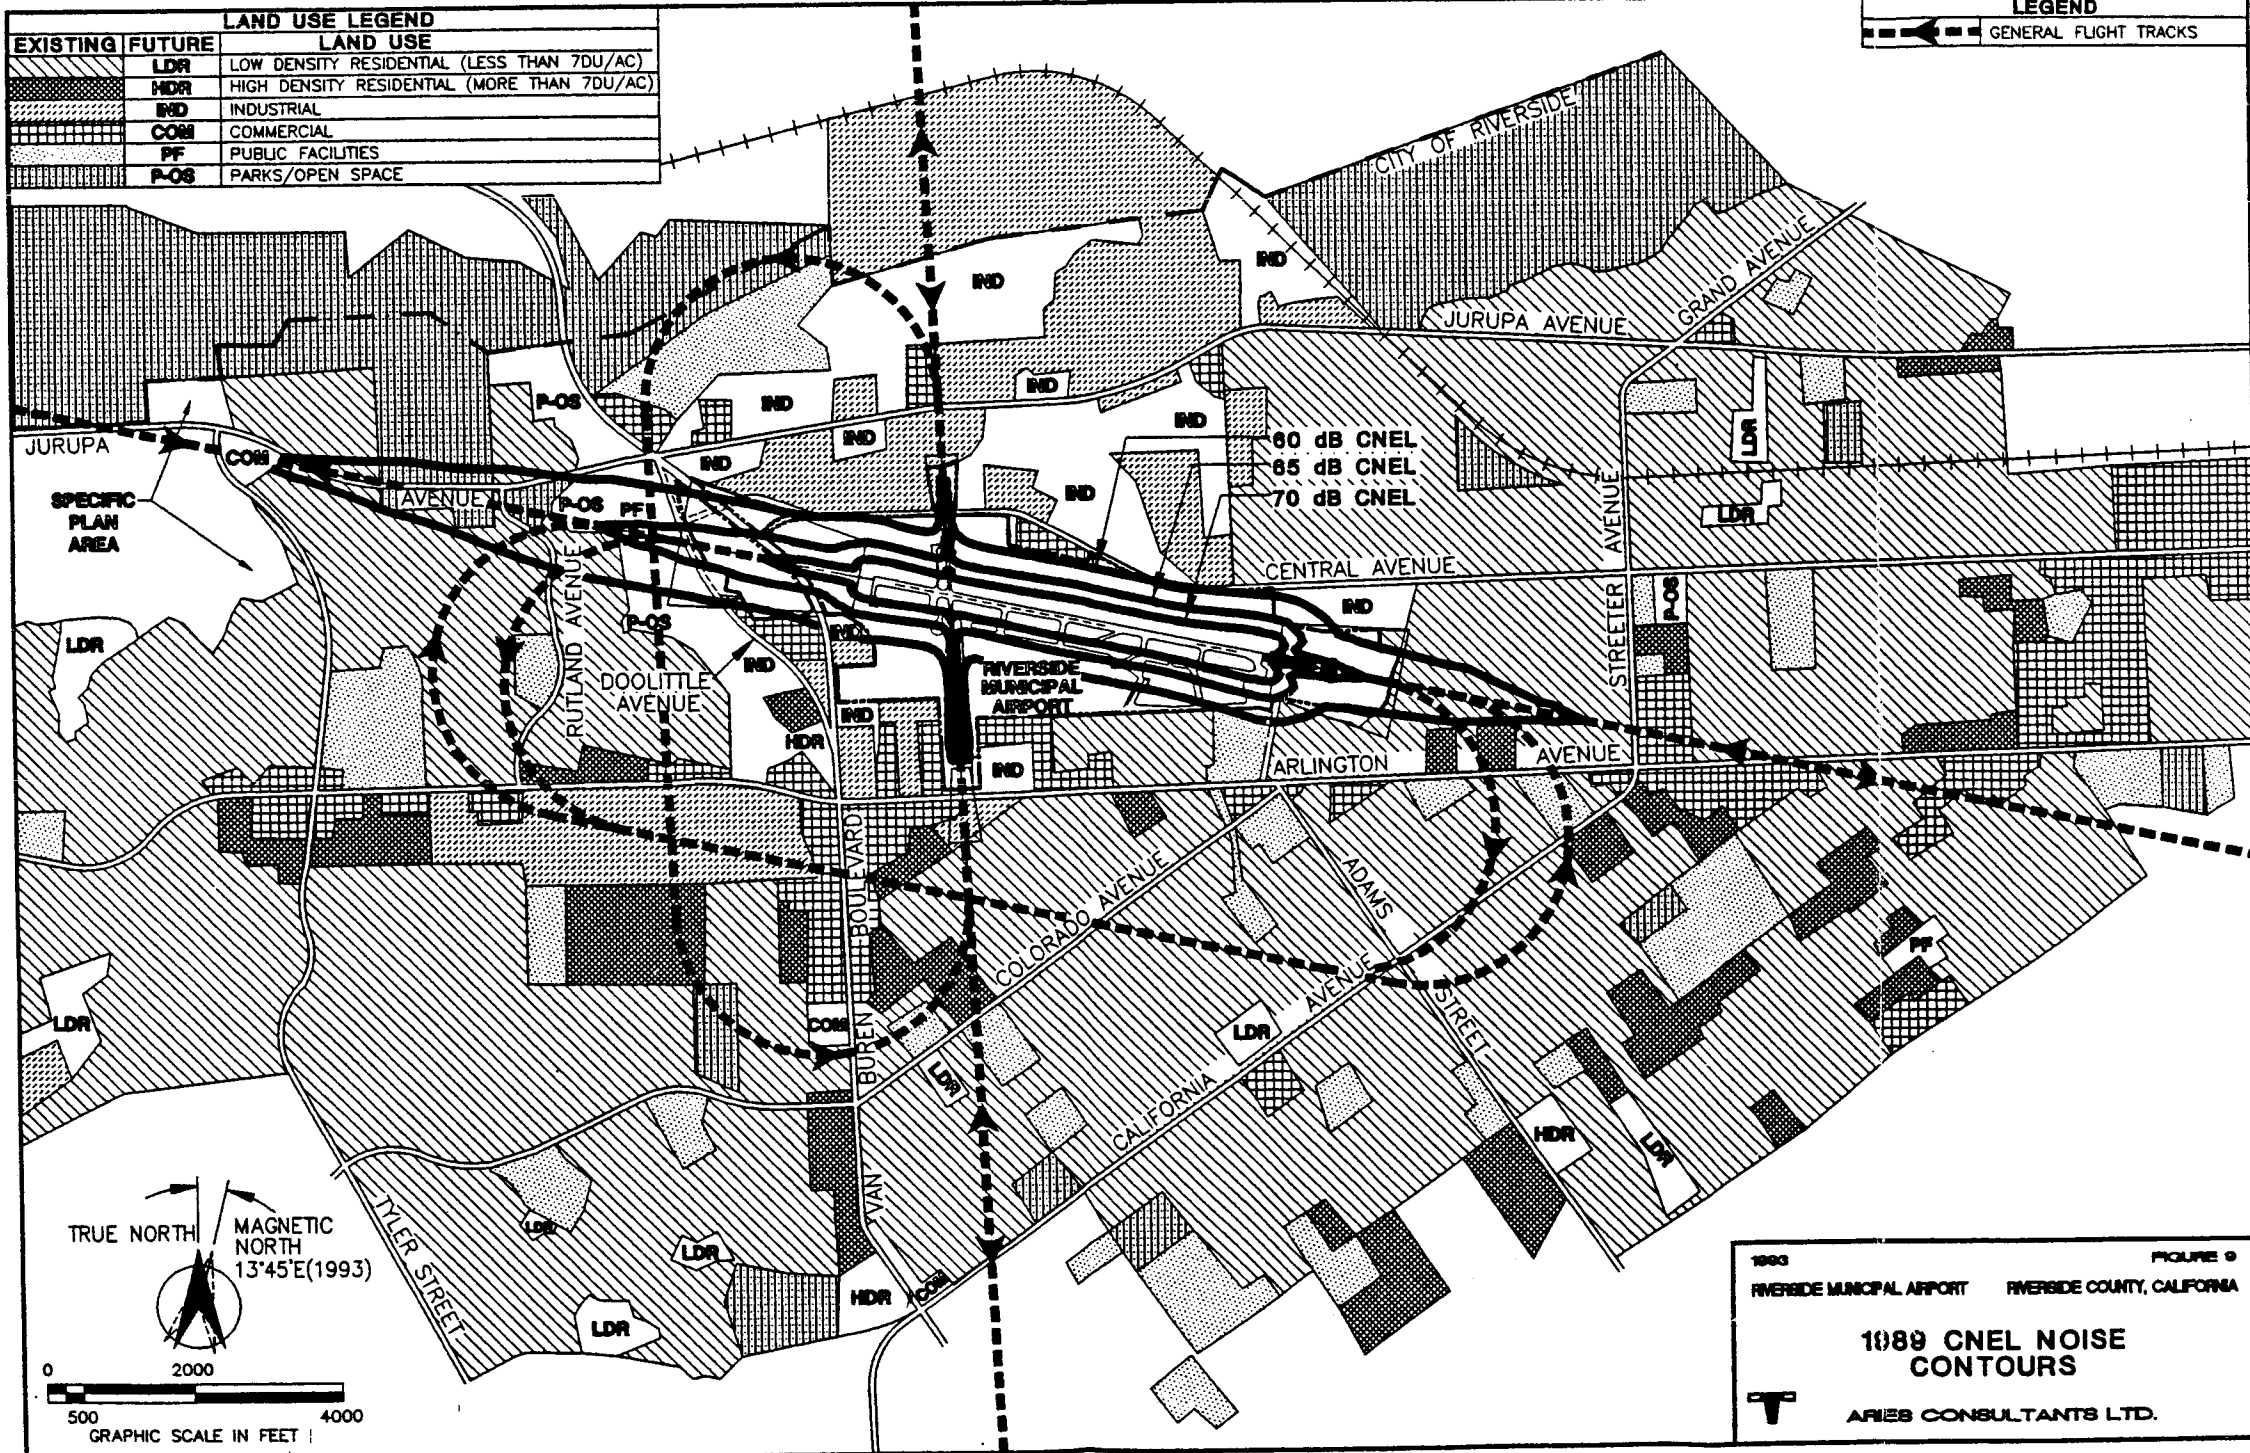 LAND USE LEGEND
EXISTING FUTURE LAND USE
LDR LOW DENSITY RESIDENTIAL (LESS THAN 7DU/AC)
HDR HIGH DENSITY RESIDENTIAL (MORE THAN 7DU/AC)
IND INDUSTRIAL
COM COMMERCIAL
PF PUBLIC FACILITIES
P-OS PARKS/OPEN SPACE
LEGEND
GENERAL FLIGHT TRACKS
CITY OF RIVERSIDE
GRAND AVENUE
IND
IND
JURUPA AVENUE
IND
P-OS
IND
IND
IND
LDR
JURUPA
COM
IND
60 dB CNEL
65 dB CNEL
70 dB CNEL
SPECIFIC
PLAN
AREA
AVENUE
P-OS
PF
IND
LDR
STREETER AVENUE
CENTRAL AVENUE
RUTLAND AVENUE
P-OS
IND
P-OS
LDR
IND
IND
DOOLITTLE
AVENUE
RIVERSIDE
MUNICIPAL
AIRPORT
IND
HDR
IND
ARLINGTON
AVENUE
VAN BUREN BOULEVARD
COLORADO AVENUE
ADAMS
STREET
PF
LDR
COM
LDR
LDR
CALIFORNIA
AVENUE
HDR
LDR
LDR
LDR
HDR
COM
LDR
TYLER STREET
TRUE NORTH
MAGNETIC
NORTH
13°45'E(1993)
0 2000
500 4000
GRAPHIC SCALE IN FEET
1993 FIGURE 9
RIVERSIDE MUNICIPAL AIRPORT RIVERSIDE COUNTY, CALIFORNIA
1989 CNEL NOISE
CONTOURS
ARIES CONSULTANTS LTD.